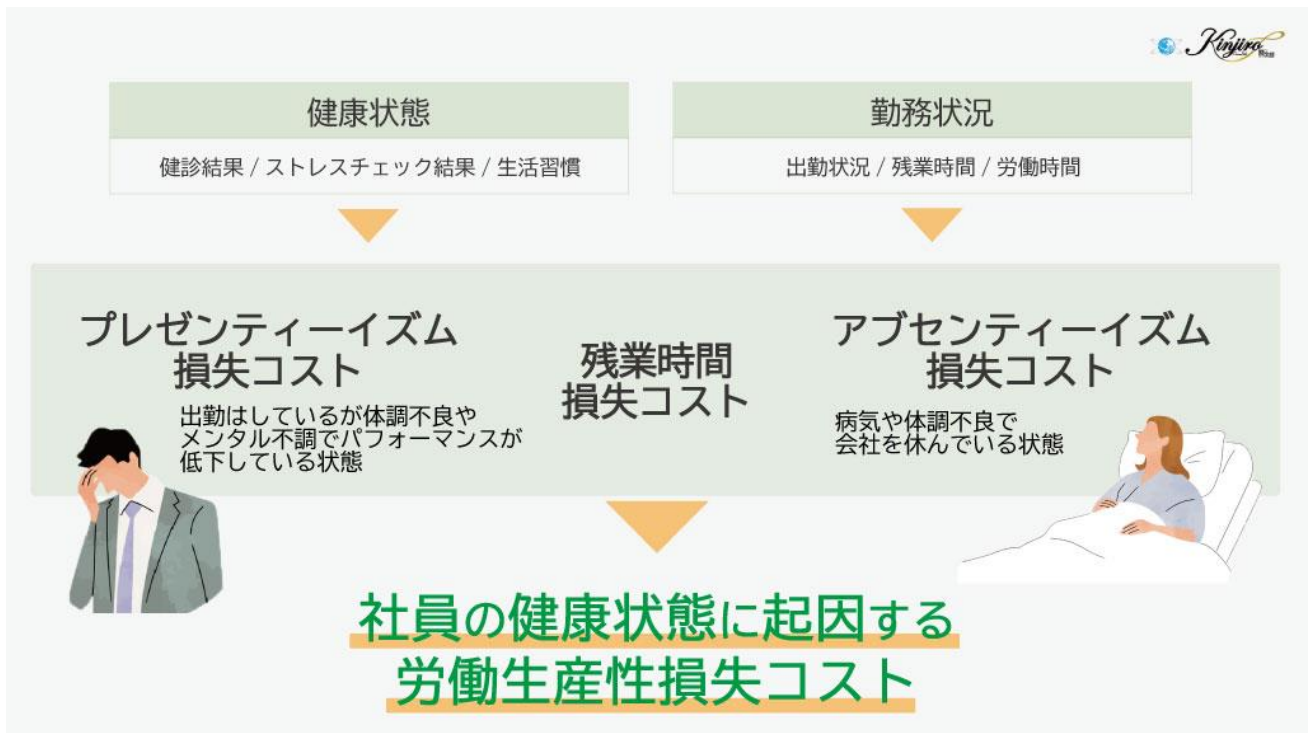 Kinjiro
健康状態
健診結果 / ストレスチェック結果 / 生活習慣
勤務状況
出勤状況 / 残業時間 / 労働時間
プレゼンティーイズム
損失コスト
出勤はしているが体調不良や
メンタル不調でパフォーマンスが
低下している状態
残業時間
損失コスト
アブセンティーイズム
損失コスト
病気や体調不良で
会社を休んでいる状態
社員の健康状態に起因する
労働生産性損失コスト